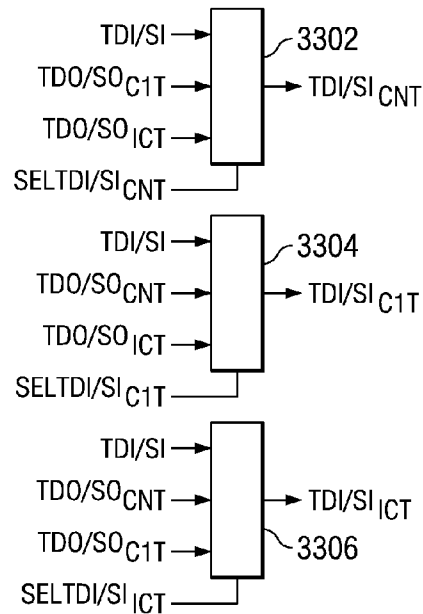 TDI/SI
3302
TDO/SOC1T
TDI/SICNT
TDO/SOICT
SELTDI/SICNT
TDI/SI
3304
TDO/SOCNT
TDI/SIC1T
TDO/SOICT
SELTDI/SIC1T
TDI/SI
TDO/SOCNT
TDI/SIICT
TDO/SOC1T
3306
SELTDI/SIICT